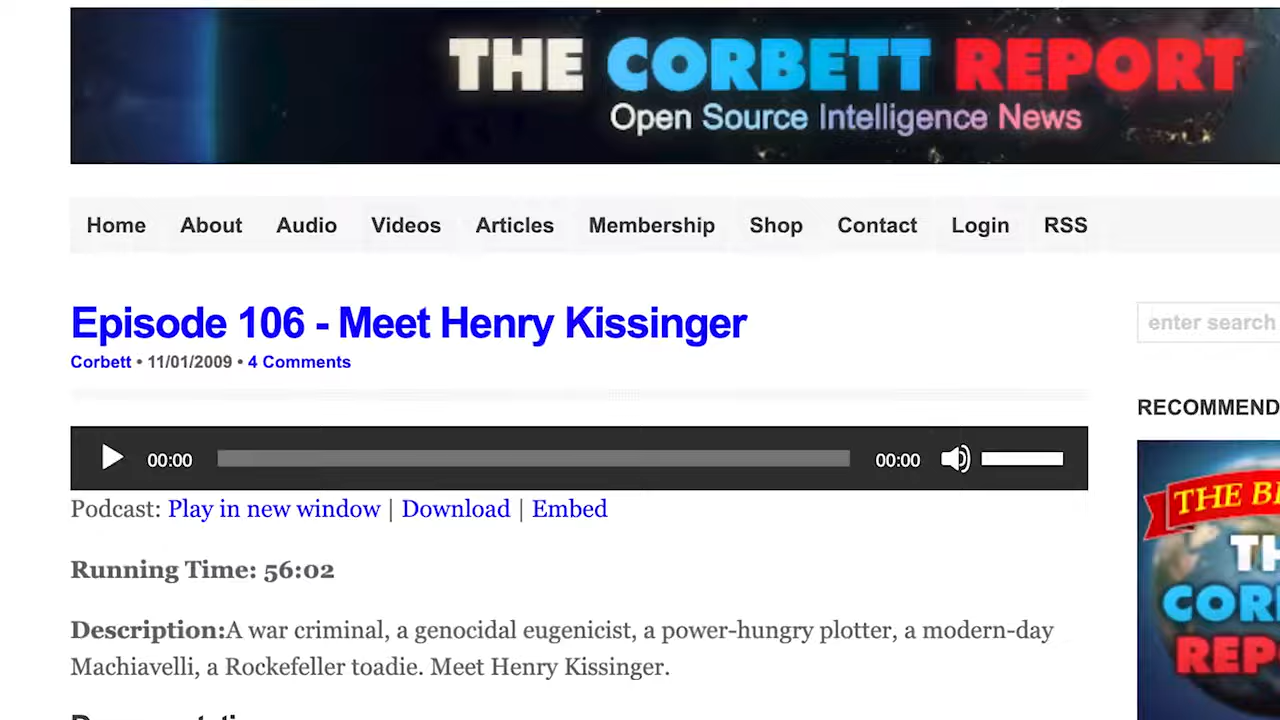 THE CORBETT REPORT
Open Source Intelligence News
Home About Audio Videos Articles Membership Shop Contact Login RSS
Episode 106 - Meet Henry Kissinger
Corbett • 11/01/2009 • 4 Comments
enter search
RECOMMEND
00:00 00:00
Podcast: Play in new window | Download | Embed
Running Time: 56:02
Description:A war criminal, a genocidal eugenicist, a power-hungry plotter, a modern-day
Machiavelli, a Rockefeller toadie. Meet Henry Kissinger.
THE